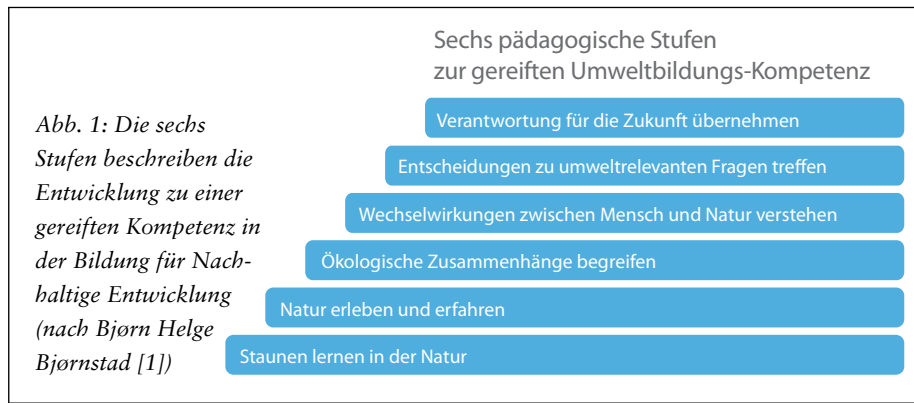 Sechs pädagogische Stufen
zur gereiften Umweltbildungs-Kompetenz
Abb. 1: Die sechs
Stufen beschreiben die
Entwicklung zu einer
gereiften Kompetenz in
der Bildung für Nach-
haltige Entwicklung
(nach Bjørn Helge
Bjørnstad [1])
Verantwortung für die Zukunft übernehmen
Entscheidungen zu umweltrelevanten Fragen treffen
Wechselwirkungen zwischen Mensch und Natur verstehen
Ökologische Zusammenhänge begreifen
Natur erleben und erfahren
Staunen lernen in der Natur